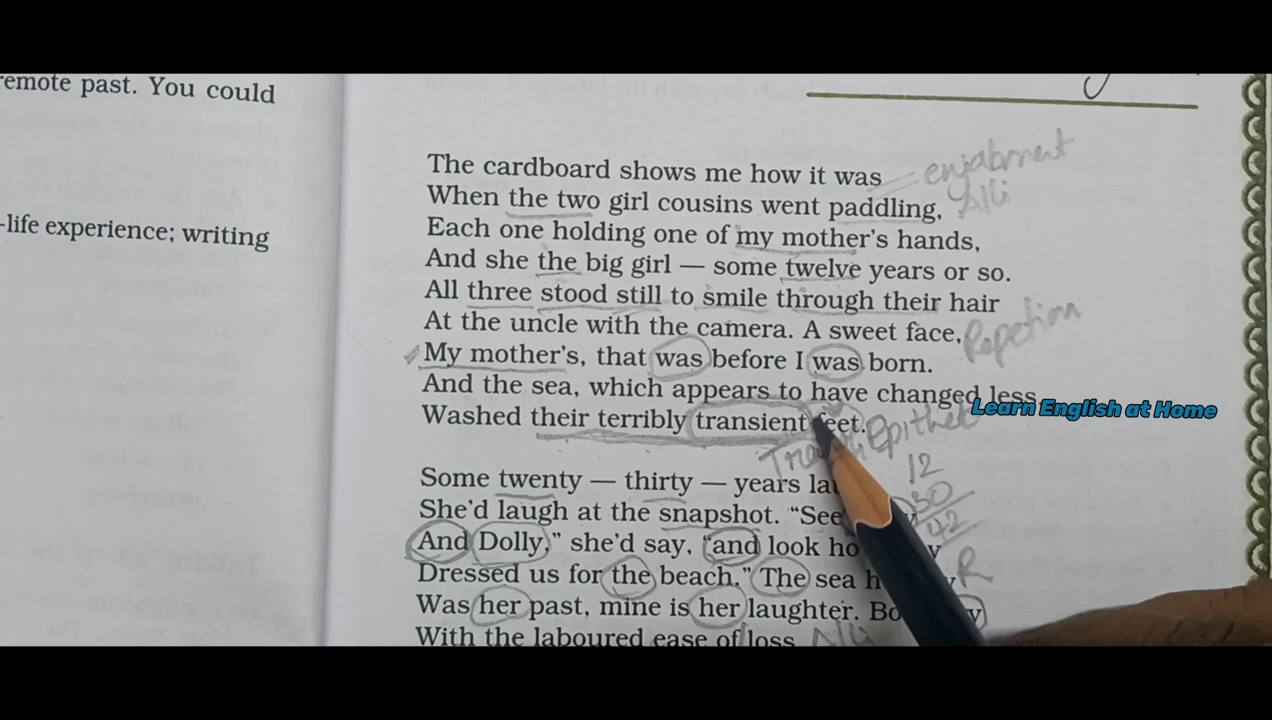 remote past. You could
-life experience; writing
The cardboard shows me how it was
enjabment
When the two girl cousins went paddling,
Alli
Each one holding one of my mother's hands,
And she the big girl — some twelve years or so.
All three stood still to smile through their hair
At the uncle with the camera. A sweet face,
Repetion
My mother's, that was before I was born.
And the sea, which appears to have changed less
Learn English at Home
Washed their terribly transient feet.
Epithet
12
Some twenty — thirty — years
30
She'd laugh at the snapshot. "See
42
And Dolly," she'd say, "and look
Dressed us for the beach." The sea
R
Was her past, mine is her laughter.
With the laboured ease of loss
Alli